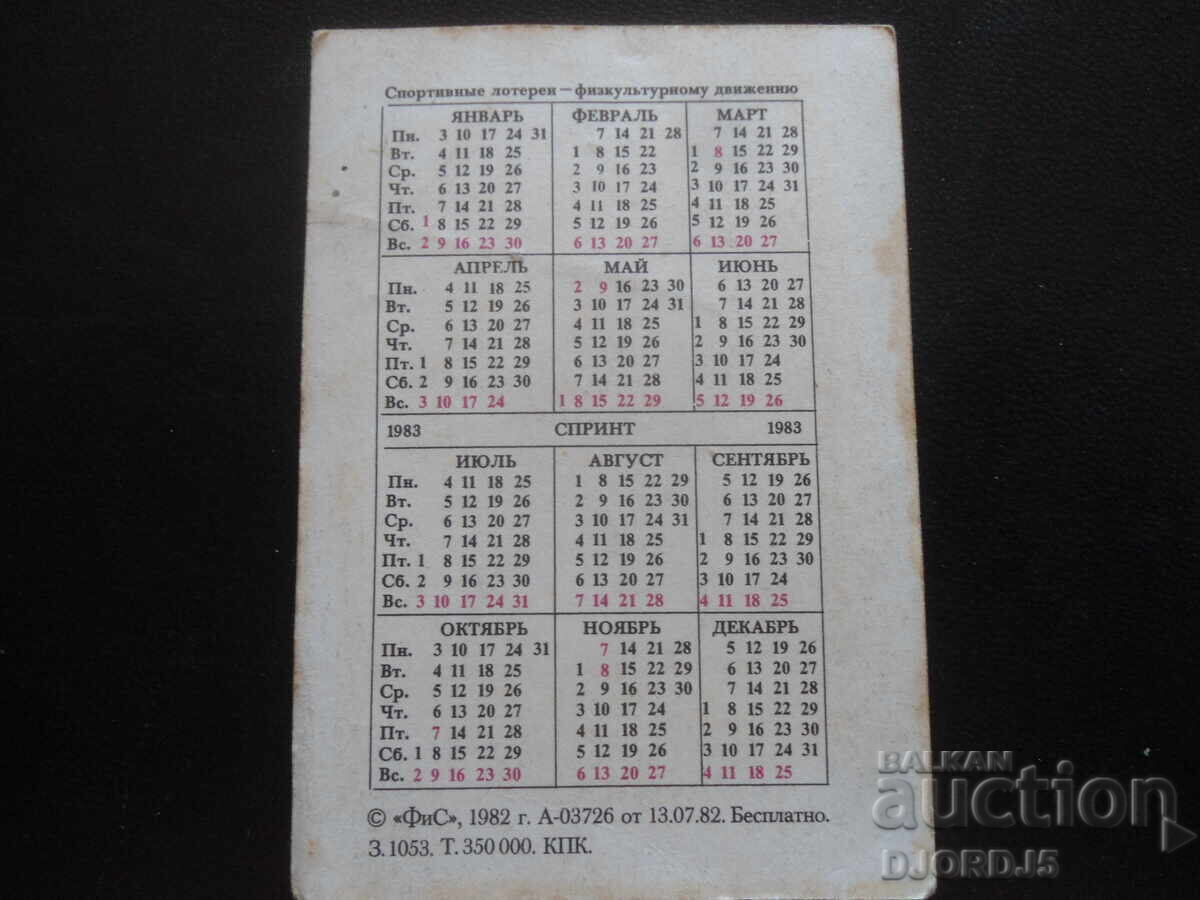 Спортивные лотереи — физкультурному движению
ЯНВАРЬ ФЕВРАЛЬ МАРТ
Пн. 3 10 17 24 31 7 14 21 28 7 14 21 28
Вт. 4 11 18 25 1 8 15 22 1 8 15 22 29
Ср. 5 12 19 26 2 9 16 23 2 9 16 23 30
Чт. 6 13 20 27 3 10 17 24 3 10 17 24 31
Пт. 7 14 21 28 4 11 18 25 4 11 18 25
Сб. 1 8 15 22 29 5 12 19 26 5 12 19 26
Вс. 2 9 16 23 30 6 13 20 27 6 13 20 27
АПРЕЛЬ МАЙ ИЮНЬ
Пн. 4 11 18 25 2 9 16 23 30 6 13 20 27
Вт. 5 12 19 26 3 10 17 24 31 7 14 21 28
Ср. 6 13 20 27 4 11 18 25 1 8 15 22 29
Чт. 7 14 21 28 5 12 19 26 2 9 16 23 30
Пт. 1 8 15 22 29 6 13 20 27 3 10 17 24
Сб. 2 9 16 23 30 7 14 21 28 4 11 18 25
Вс. 3 10 17 24 1 8 15 22 29 5 12 19 26
1983 СПРИНТ 1983
ИЮЛЬ АВГУСТ СЕНТЯБРЬ
Пн. 4 11 18 25 1 8 15 22 29 5 12 19 26
Вт. 5 12 19 26 2 9 16 23 30 6 13 20 27
Ср. 6 13 20 27 3 10 17 24 31 7 14 21 28
Чт. 7 14 21 28 4 11 18 25 1 8 15 22 29
Пт. 1 8 15 22 29 5 12 19 26 2 9 16 23 30
Сб. 2 9 16 23 30 6 13 20 27 3 10 17 24
Вс. 3 10 17 24 31 7 14 21 28 4 11 18 25
ОКТЯБРЬ НОЯБРЬ ДЕКАБРЬ
Пн. 3 10 17 24 31 7 14 21 28 5 12 19 26
Вт. 4 11 18 25 1 8 15 22 29 6 13 20 27
Ср. 5 12 19 26 2 9 16 23 30 7 14 21 28
Чт. 6 13 20 27 3 10 17 24 1 8 15 22 29
Пт. 7 14 21 28 4 11 18 25 2 9 16 23 30
Сб. 1 8 15 22 29 5 12 19 26 3 10 17 24 31
Вс. 2 9 16 23 30 6 13 20 27 4 11 18 25
© «ФиС», 1982 г. А-03726 от 13.07.82. Бесплатно.
З. 1053. Т. 350 000. КПК.
BALKAN
auction
DJORDJ5